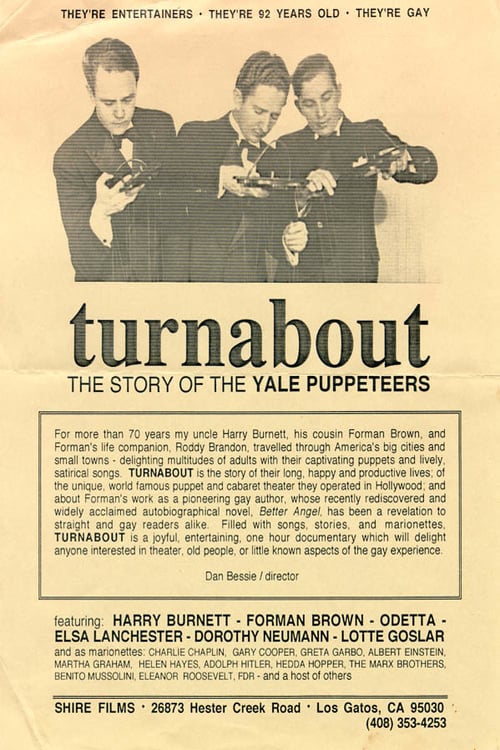 THEY'RE ENTERTAINERS · THEY'RE 92 YEARS OLD · THEY'RE GAY
turnabout
THE STORY OF THE YALE PUPPETEERS
For more than 70 years my uncle Harry Burnett, his cousin Forman Brown, and
Forman's life companion, Roddy Brandon, travelled through America's big cities and
small towns - delighting multitudes of adults with their captivating puppets and lively,
satirical songs. TURNABOUT is the story of their long, happy and productive lives; of
the unique, world famous puppet and cabaret theater they operated in Hollywood; and
about Forman's work as a pioneering gay author, whose recently rediscovered and
widely acclaimed autobiographical novel, Better Angel, has been a revelation to
straight and gay readers alike. Filled with songs, stories, and marionettes,
TURNABOUT is a joyful, entertaining, one hour documentary which will delight
anyone interested in theater, old people, or little known aspects of the gay experience.
Dan Bessie / director
featuring: HARRY BURNETT - FORMAN BROWN - ODETTA -
ELSA LANCHESTER - DOROTHY NEUMANN - LOTTE GOSLAR
and as marionettes: CHARLIE CHAPLIN, GARY COOPER, GRETA GARBO, ALBERT EINSTEIN,
MARTHA GRAHAM, HELEN HAYES, ADOLPH HITLER, HEDDA HOPPER, THE MARX BROTHERS,
BENITO MUSSOLINI, ELEANOR ROOSEVELT, FDR - and a host of others
SHIRE FILMS · 26873 Hester Creek Road · Los Gatos, CA 95030
(408) 353-4253